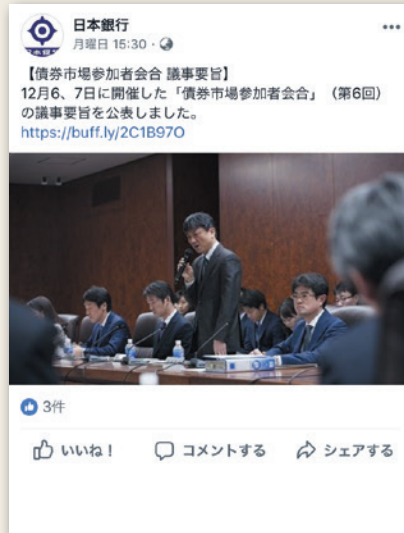 日本銀行
月曜日 15:30 ·
【債券市場参加者会合 議事要旨】
12月6、7日に開催した「債券市場参加者会合」（第6回）
の議事要旨を公表しました。
https://buff.ly/2C1B97O
3件
いいね！ コメントする シェアする